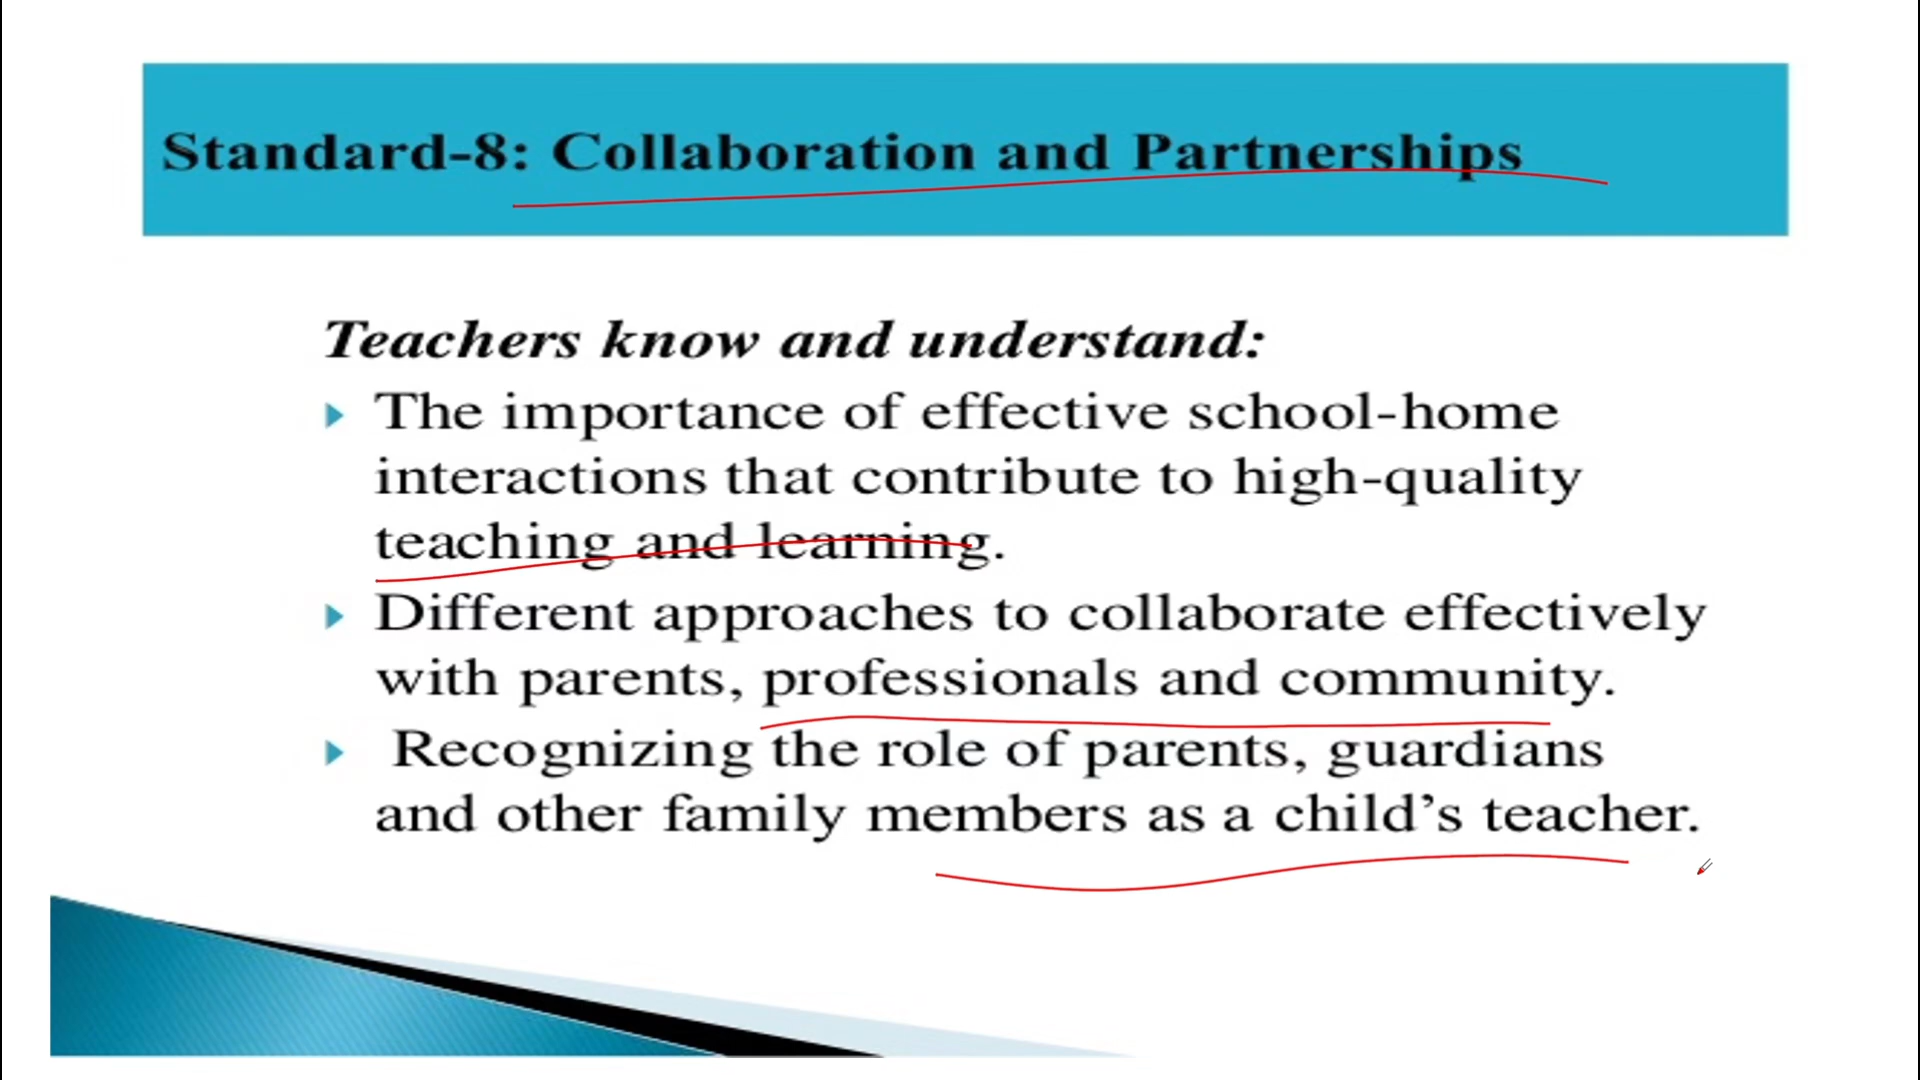 Standard-8: Collaboration and Partnerships
Teachers know and understand:
The importance of effective school-home
interactions that contribute to high-quality
teaching and learning.
Different approaches to collaborate effectively
with parents, professionals and community.
Recognizing the role of parents, guardians
and other family members as a child’s teacher.